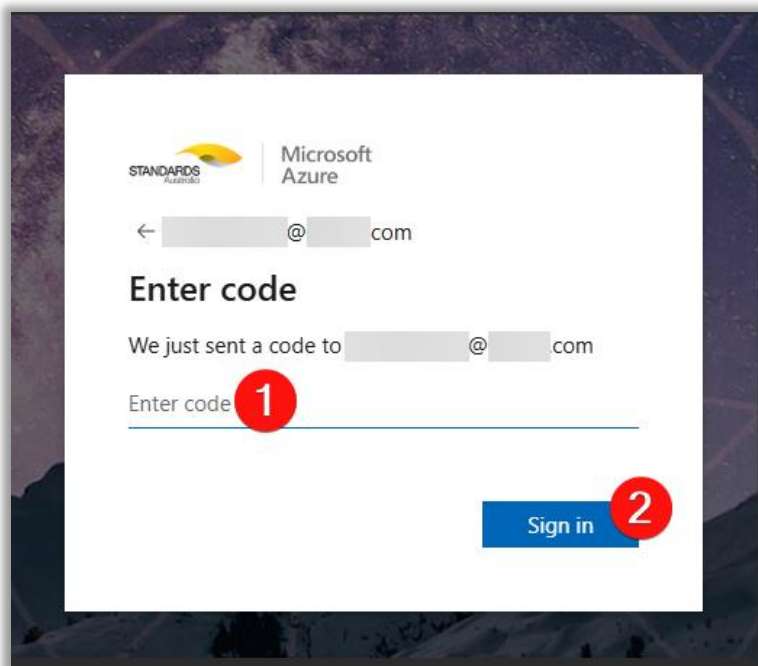 STANDARDS
Australia
Microsoft
Azure
← @ com
Enter code
We just sent a code to @ .com
Enter code 1
Sign in 2